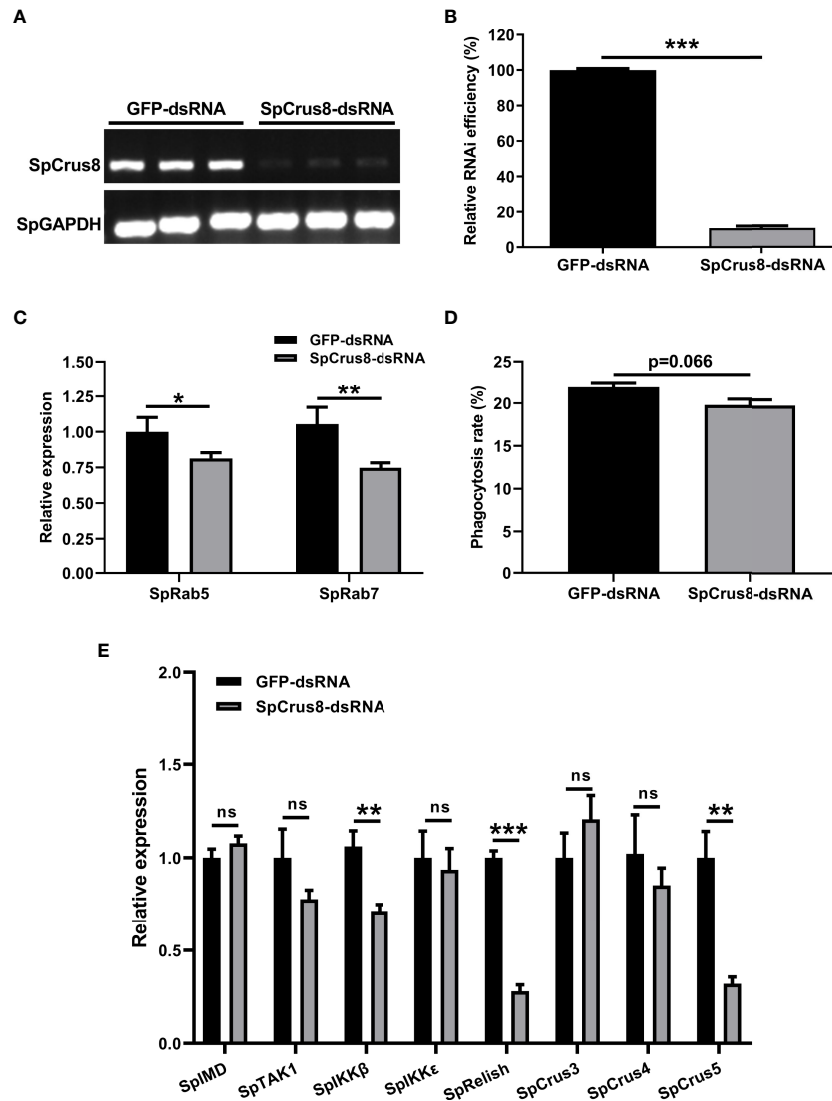 A
GFP-dsRNA SpCrus8-dsRNA
SpCrus8
SpGAPDH
B
Relative RNAi efficiency (%)
120
100
80
60
40
20
0
***
GFP-dsRNA SpCrus8-dsRNA
C
GFP-dsRNA
SpCrus8-dsRNA
Relative expression
1.50
1.25
1.00
0.75
0.50
0.25
0.00
* **
SpRab5 SpRab7
D
Phagocytosis rate (%)
25
20
15
10
5
0
p=0.066
GFP-dsRNA SpCrus8-dsRNA
E
GFP-dsRNA
SpCrus8-dsRNA
Relative expression
2.0
1.5
1.0
0.5
0.0
ns ns ** ns *** ns ns **
SpIMD SpTAK1 SpIKKβ SpIKKε SpRelish SpCrus3 SpCrus4 SpCrus5